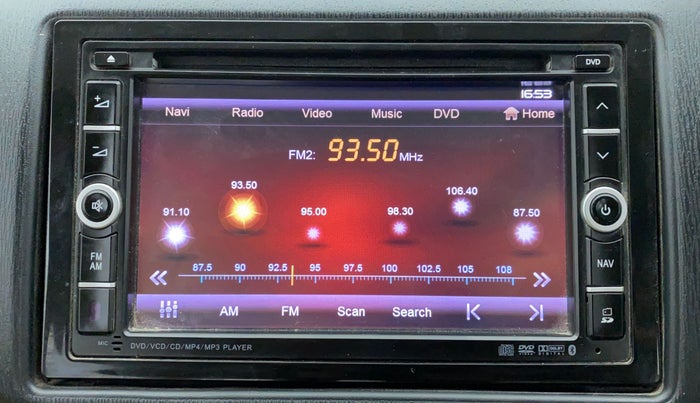 DVD
16:53
Navi Radio Video Music DVD Home
FM2: 93.50 MHz
91.10 93.50 95.00 98.30 106.40 87.50
87.5 90 92.5 95 97.5 100 102.5 105 108
AM FM Scan Search
FM
AM
NAV
MIC
DVD/VCD/CD/MP4/MP3 PLAYER